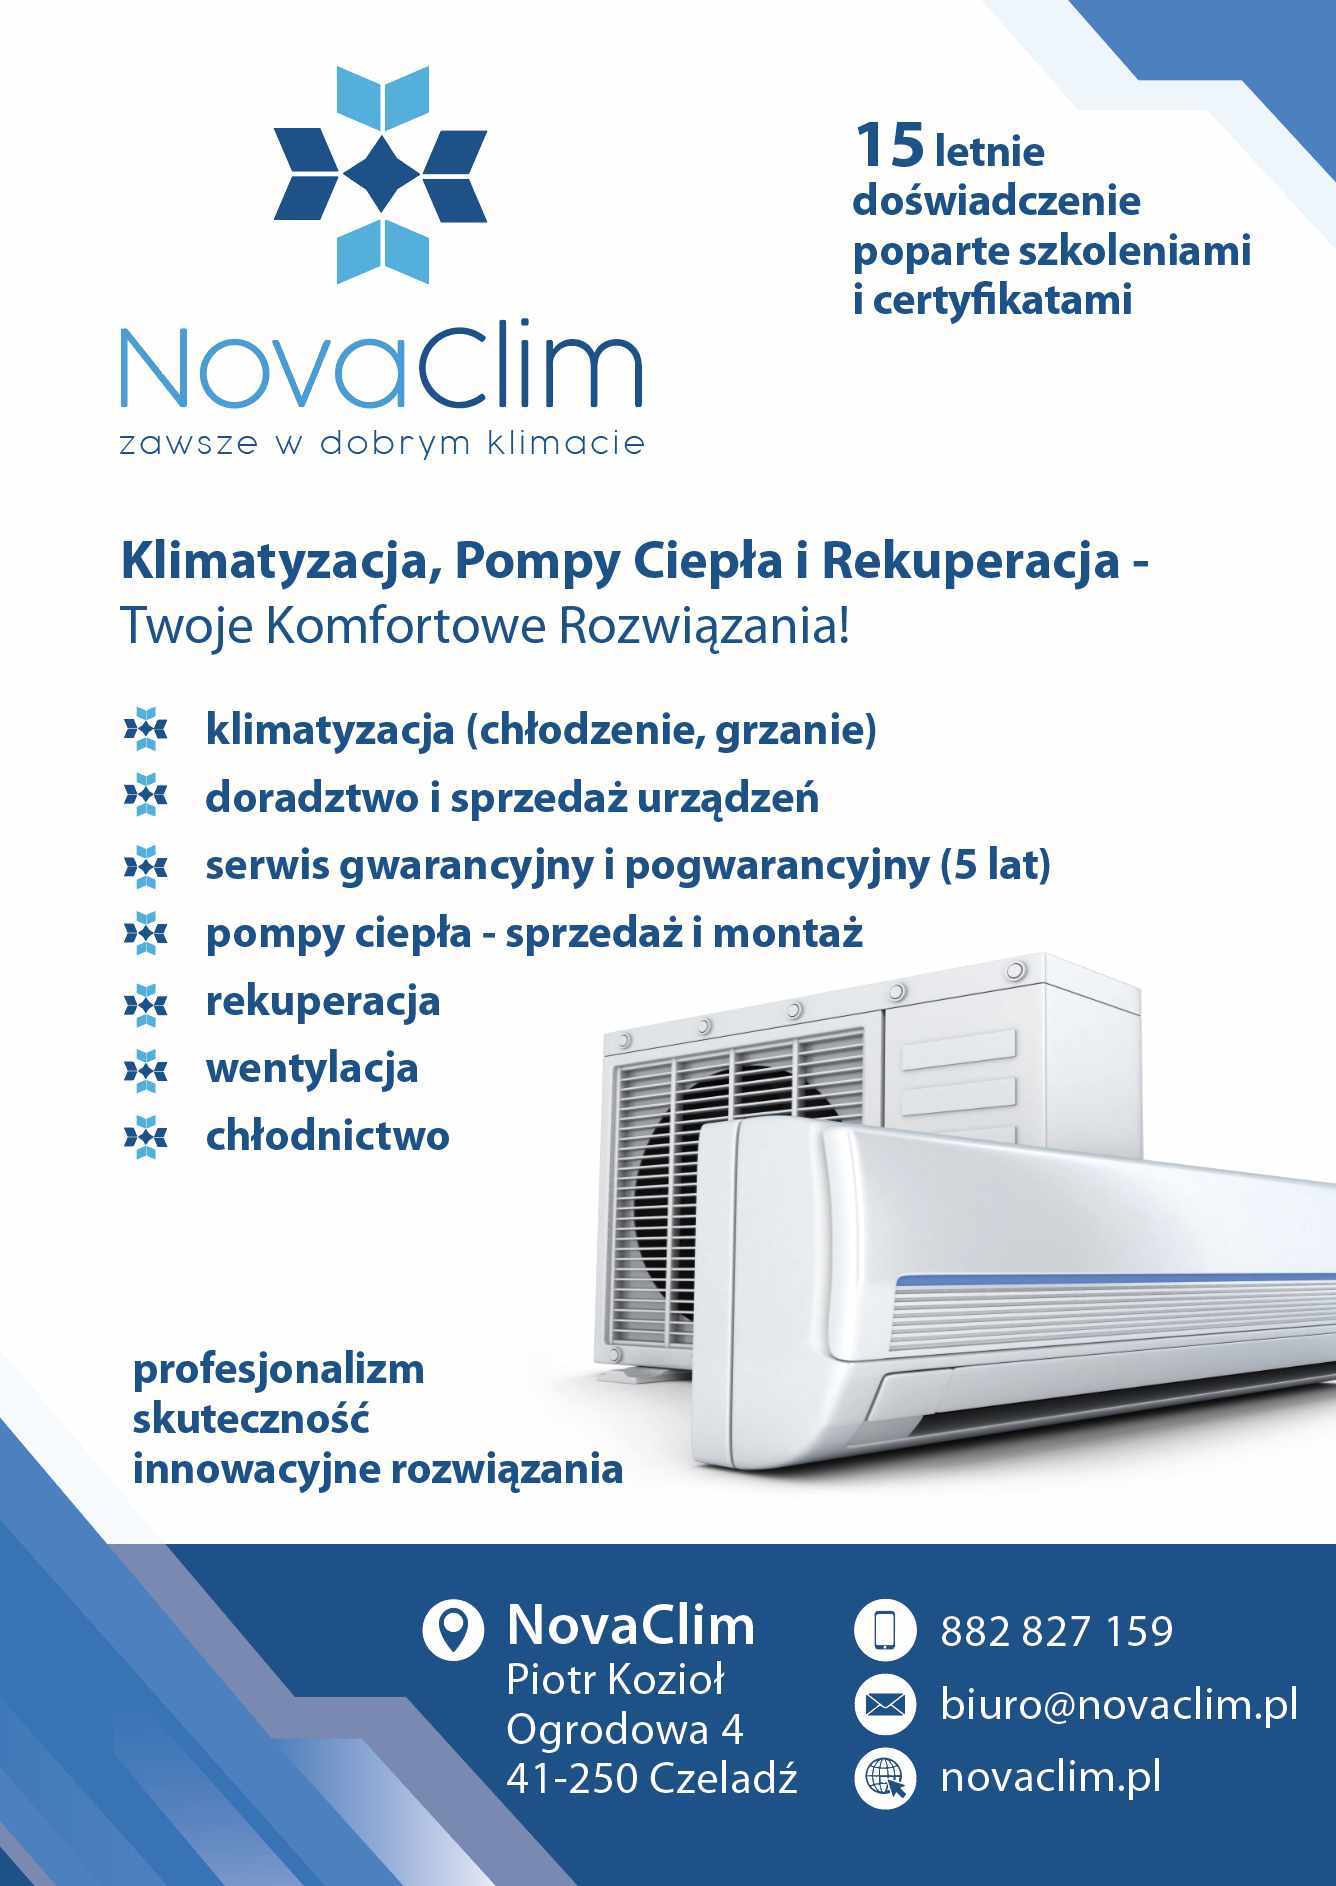 NovaClim
zawsze w dobrym klimacie
15 letnie
doświadczenie
poparte szkoleniami
i certyfikatami
Klimatyzacja, Pompy Ciepła i Rekuperacja -
Twoje Komfortowe Rozwiązania!
klimatyzacja (chłodzenie, grzanie)
doradztwo i sprzedaż urządzeń
serwis gwarancyjny i pogwarancyjny (5 lat)
pompy ciepła - sprzedaż i montaż
rekuperacja
wentylacja
chłodnictwo
profesjonalizm
skuteczność
innowacyjne rozwiązania
NovaClim
Piotr Kozioł
Ogrodowa 4
41-250 Czeladź
882 827 159
biuro@novaclim.pl
novaclim.pl